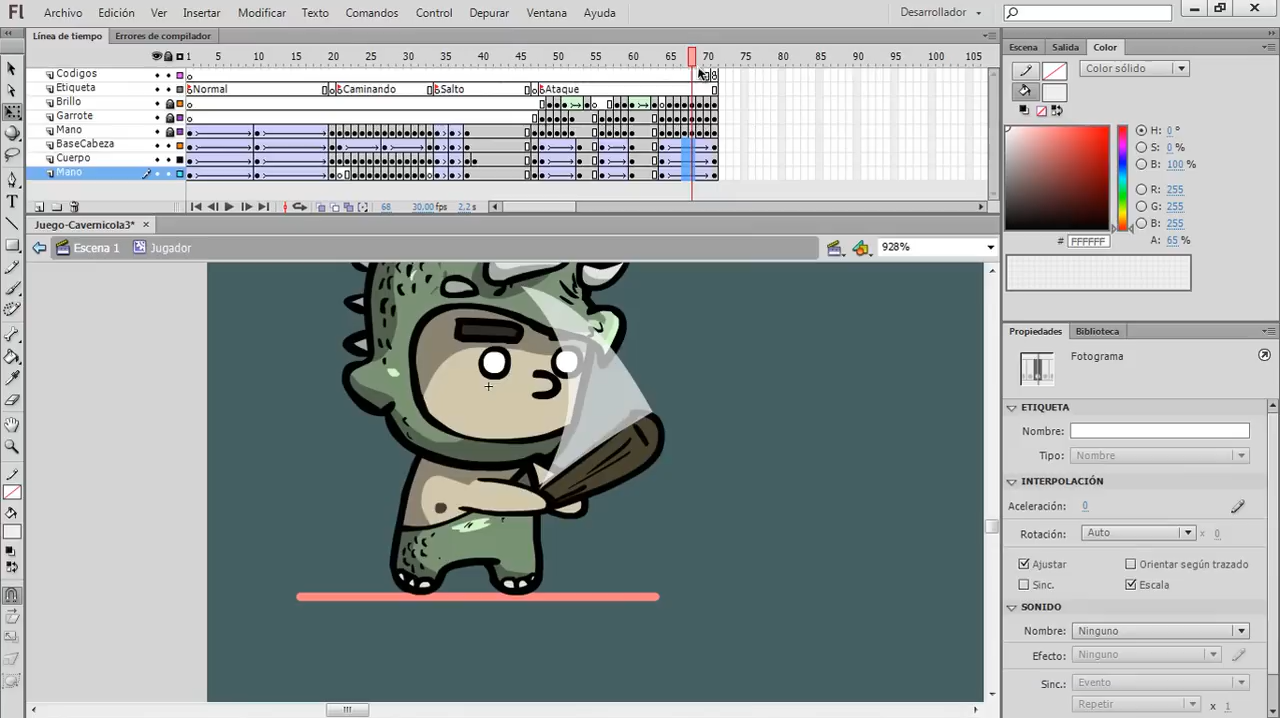 Fl Archivo Edición Ver Insertar Modificar Texto Comandos Control Depurar Ventana Ayuda Desarrollador
Línea de tiempo Errores de compilador
1 5 10 15 20 25 30 35 40 45 50 55 60 65 70 75 80 85 90 95 100 105
Codigos
Etiqueta Normal Caminando Salto Ataque
Brillo
Garrote
Mano
BaseCabeza
Cuerpo
Mano
68 30.00 fps 2.2 s
Juego-Cavernicola3* ×
Escena 1 Jugador 928%
Escena Salida Color
Color sólido
H: 0 °
S: 0 %
B: 100 %
R: 255
G: 255
B: 255
# FFFFFF A: 65 %
Propiedades Biblioteca
Fotograma
ETIQUETA
Nombre:
Tipo: Nombre
INTERPOLACIÓN
Aceleración: 0
Rotación: Auto x 0
Ajustar Orientar según trazado
Sinc. Escala
SONIDO
Nombre: Ninguno
Efecto: Ninguno
Sinc.: Evento
Repetir x 1